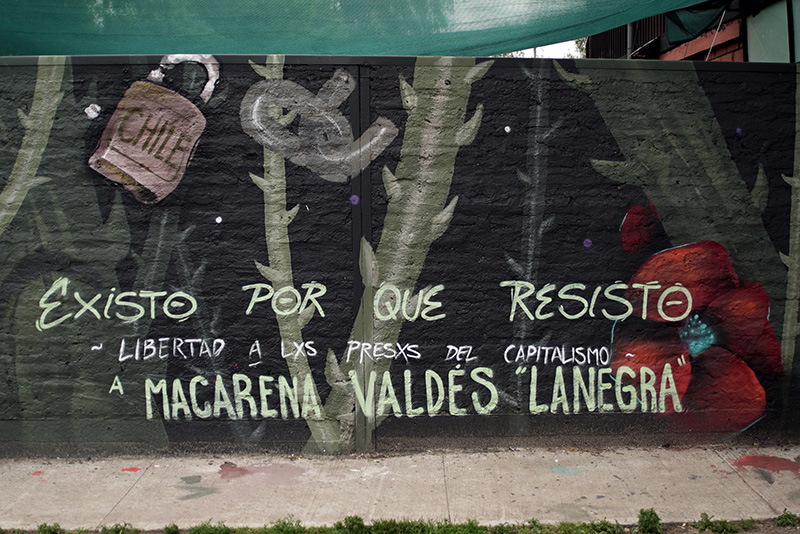 CHILE
EXISTO POR QUE RESISTO
~ LIBERTAD A LXS PRESXS DEL CAPITALISMO ~
A MACARENA VALDÉS "LANEGRA"